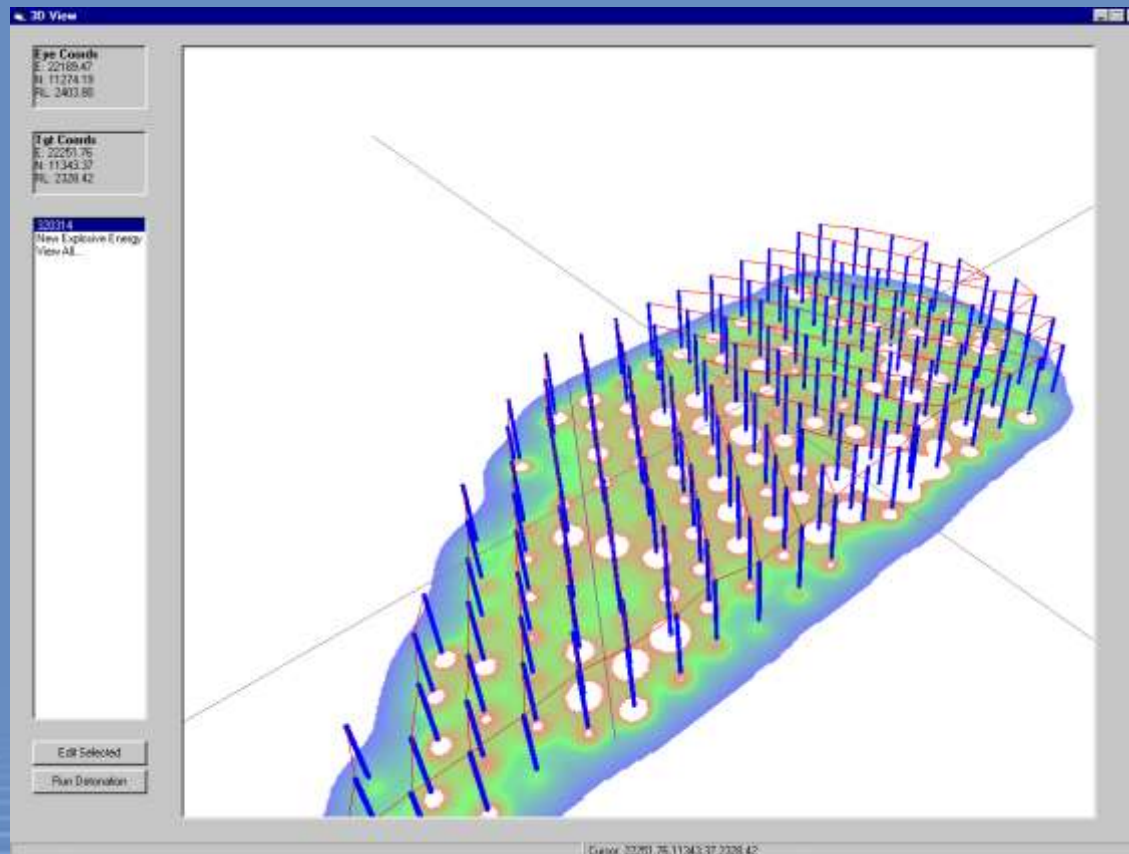 3D View
Eye Coords
E: 22189.47
N: 11274.19
RL: 2403.80
Tgt Coords
E: 22251.76
N: 11343.37
RL: 2328.42
320314
New Explosive Energy
View All...
Edit Selected
Run Detonation
Cursor: 22251.76,11343.37,2328.42